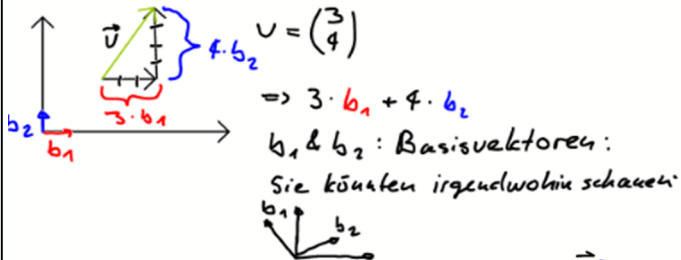 v⃗
4·b₂
3·b₁
b₂
b₁
v = (3 4)
=> 3·b₁ + 4·b₂
b₁ & b₂ : Basisvektoren:
Sie könnten irgendwohin schauen
b₁
b₂